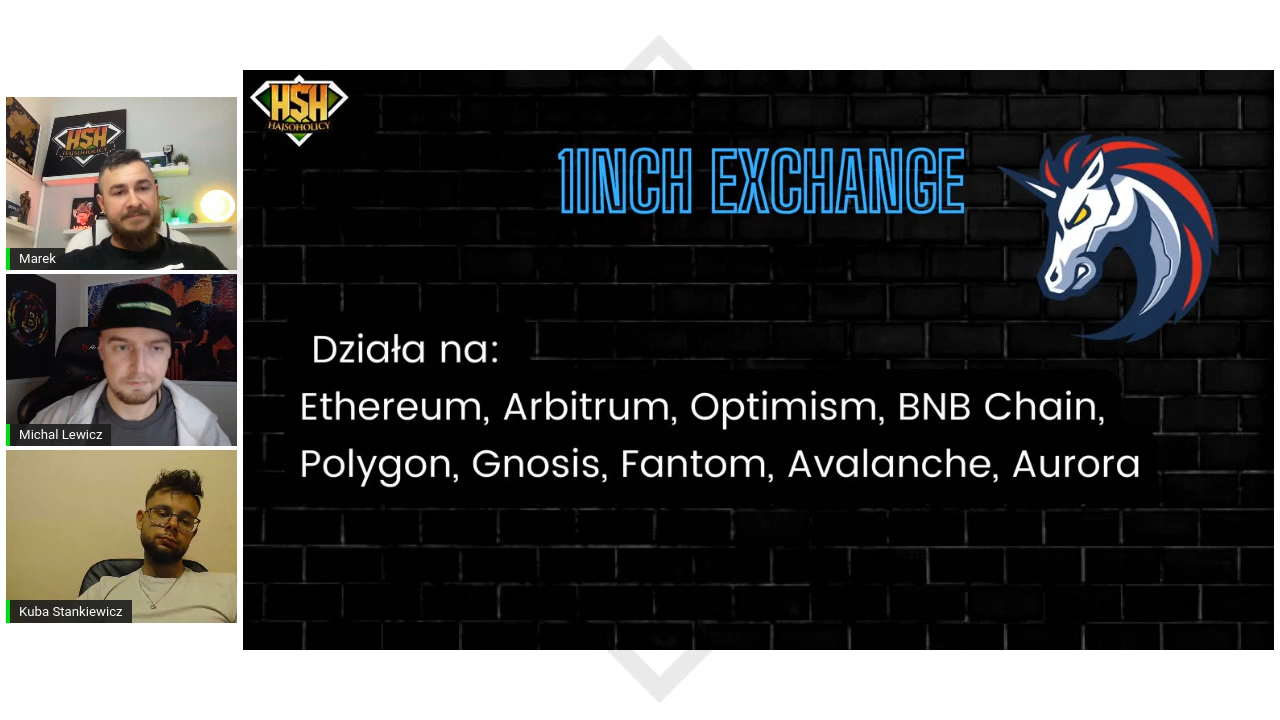 HSH
HAJSOHOLICY
1INCH EXCHANGE
Działa na:
Ethereum, Arbitrum, Optimism, BNB Chain,
Polygon, Gnosis, Fantom, Avalanche, Aurora
HSH
HAJSOHOLICY
Marek
Michal Lewicz
Kuba Stankiewicz